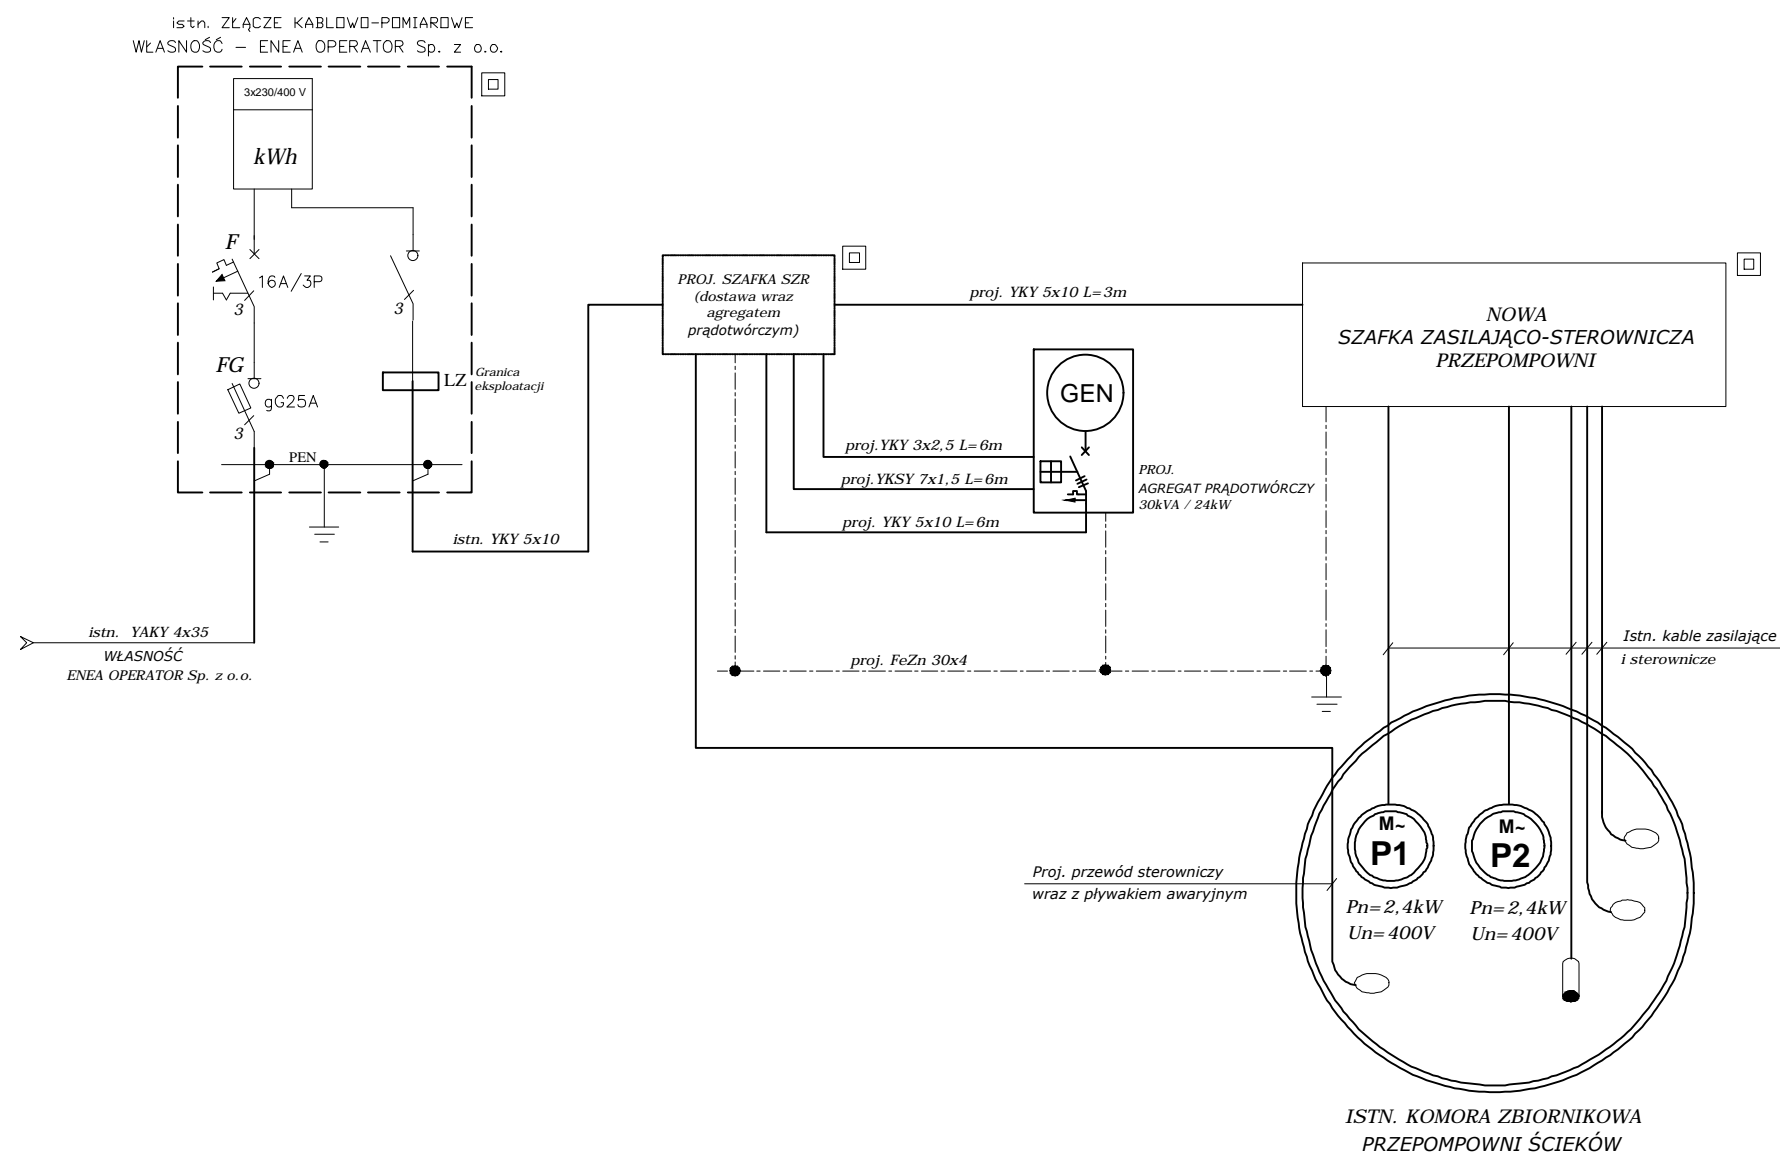 istn. ZŁĄCZE KABLOWO-POMIAROWE
WŁASNOŚĆ - ENEA OPERATOR Sp. z o.o.
3x230/400 V
kWh
F
16A/3P
3
3
FG
gG25A
3
LZ
Granica
eksploatacji
PEN
istn. YKY 5x10
istn. YAKY 4x35
WŁASNOŚĆ
ENEA OPERATOR Sp. z o.o.
PROJ. SZAFKA SZR
(dostawa wraz
agregatem
prądotwórczym)
proj. YKY 5x10 L=3m
NOWA
SZAFKA ZASILAJĄCO-STEROWNICZA
PRZEPOMPOWNI
GEN
proj.YKY 3x2,5 L=6m
proj.YKSY 7x1,5 L=6m
proj. YKY 5x10 L=6m
PROJ.
AGREGAT PRĄDOTWÓRCZY
30kVA / 24kW
proj. FeZn 30x4
Istn. kable zasilające
i sterownicze
Proj. przewód sterowniczy
wraz z pływakiem awaryjnym
M~
P1
Pn=2,4kW
Un=400V
M~
P2
Pn=2,4kW
Un=400V
ISTN. KOMORA ZBIORNIKOWA
PRZEPOMPOWNI ŚCIEKÓW